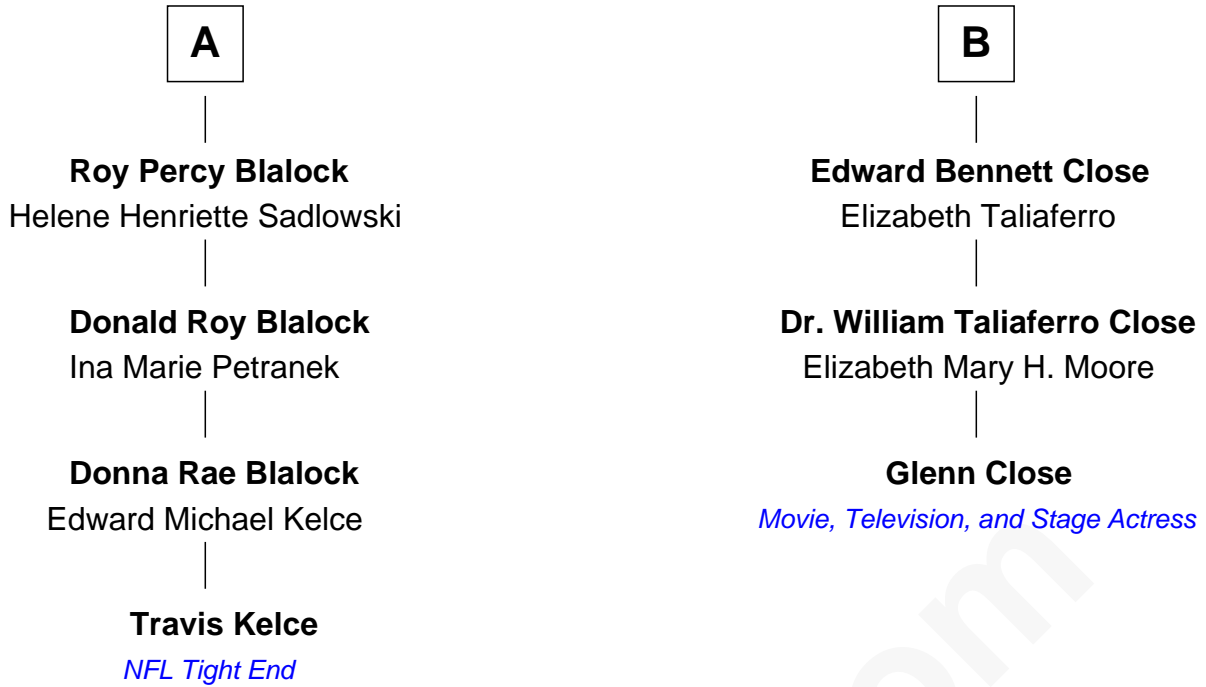 A
Roy Percy Blalock
Helene Henriette Sadlowski
Donald Roy Blalock
Ina Marie Petranek
Donna Rae Blalock
Edward Michael Kelce
Travis Kelce
NFL Tight End
B
Edward Bennett Close
Elizabeth Taliaferro
Dr. William Taliaferro Close
Elizabeth Mary H. Moore
Glenn Close
Movie, Television, and Stage Actress
om